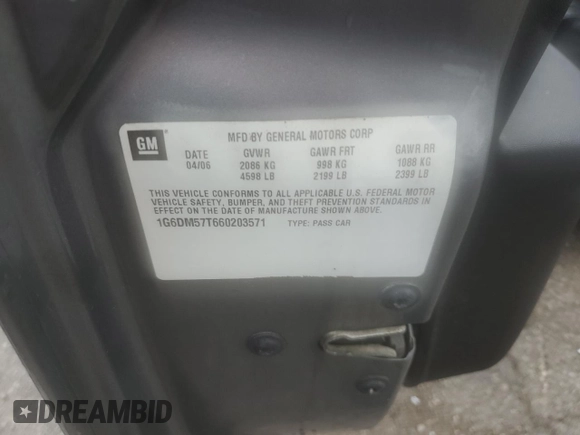 GM
MFD BY GENERAL MOTORS CORP
DATE GVWR GAWR FRT GAWR RR
04/06 2086 KG 998 KG 1088 KG
4598 LB 2199 LB 2399 LB
THIS VEHICLE CONFORMS TO ALL APPLICABLE U.S. FEDERAL MOTOR
VEHICLE SAFETY, BUMPER, AND THEFT PREVENTION STANDARDS IN
EFFECT ON THE DATE OF MANUFACTURE SHOWN ABOVE.
1G6DM57T660203571 TYPE: PASS CAR
DREAMBID